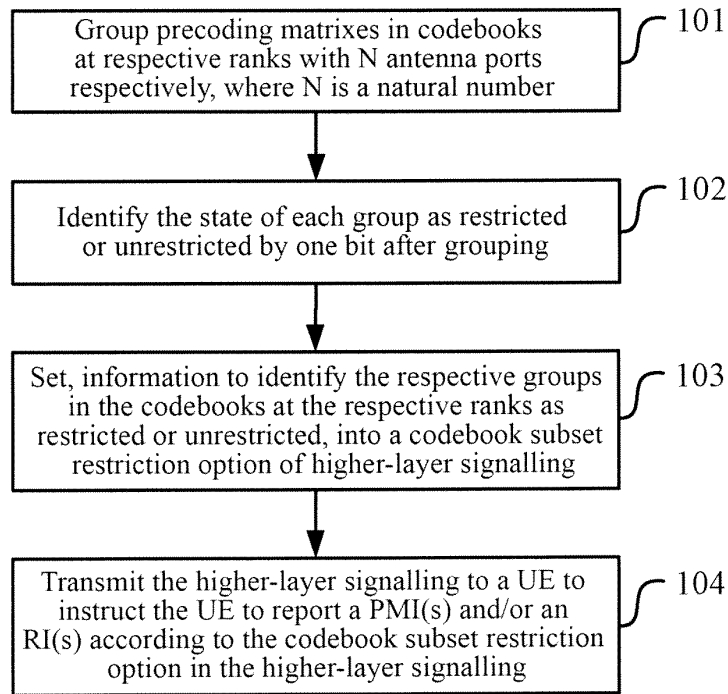 Group precoding matrixes in codebooks
at respective ranks with N antenna ports
respectively, where N is a natural number
101
Identify the state of each group as restricted
or unrestricted by one bit after grouping
102
Set, information to identify the respective groups
in the codebooks at the respective ranks as
restricted or unrestricted, into a codebook subset
restriction option of higher-layer signalling
103
Transmit the higher-layer signalling to a UE to
instruct the UE to report a PMI(s) and/or an
RI(s) according to the codebook subset restriction
option in the higher-layer signalling
104